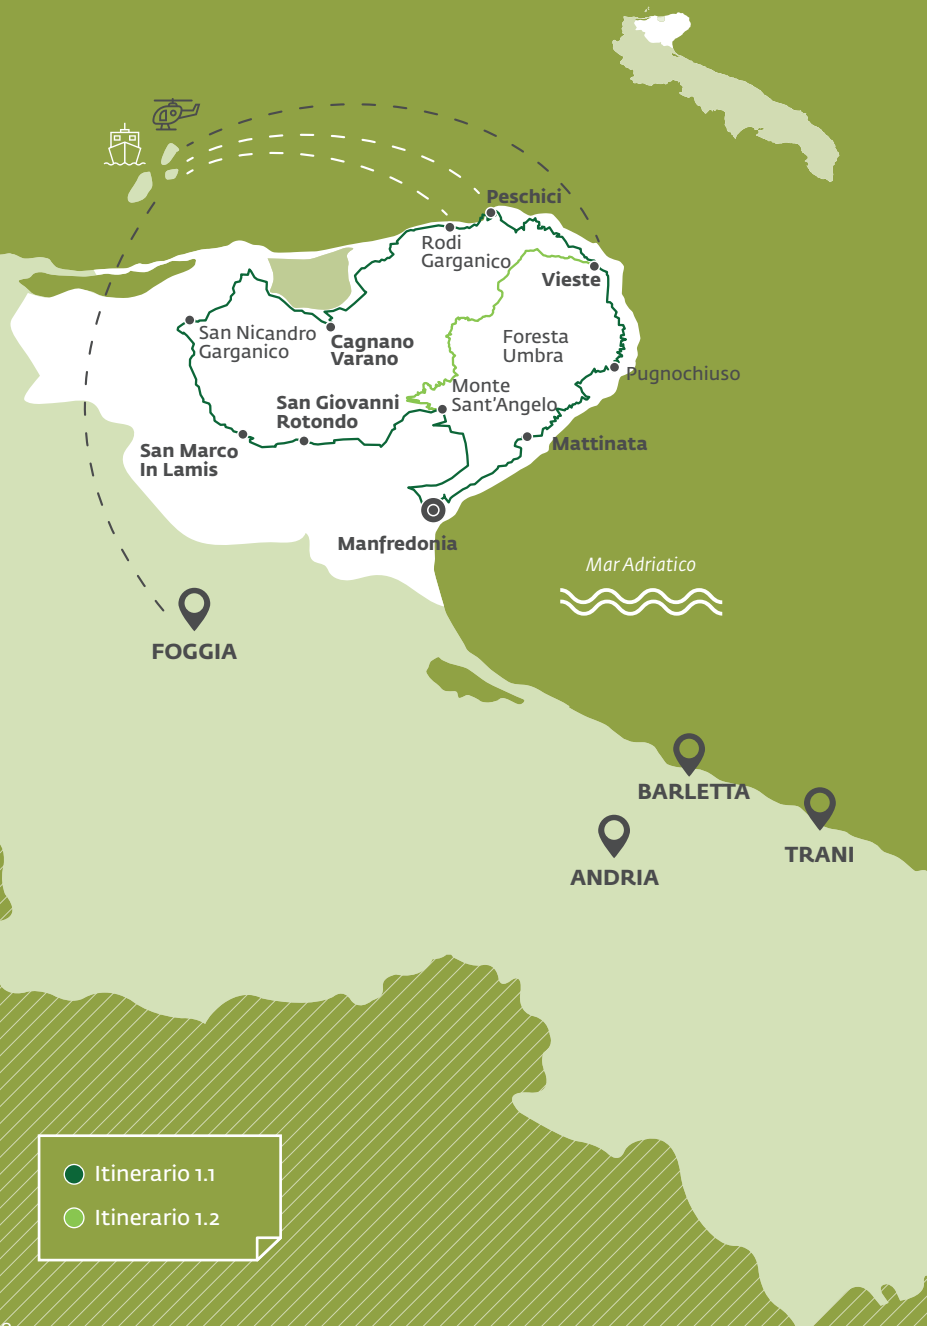 Peschici
Rodi
Garganico
Vieste
San Nicandro
Garganico
Cagnano
Varano
Foresta
Umbra
Pugnochiuso
Monte
Sant'Angelo
San Giovanni
Rotondo
San Marco
In Lamis
Mattinata
Manfredonia
Mar Adriatico
FOGGIA
BARLETTA
TRANI
ANDRIA
Itinerario 1.1
Itinerario 1.2